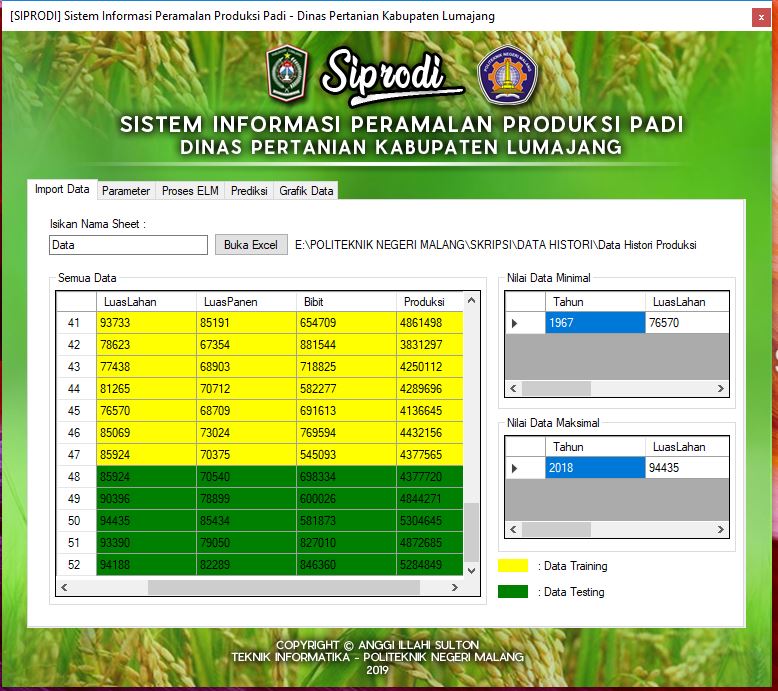 [SIPRODI] Sistem Informasi Peramalan Produksi Padi - Dinas Pertanian Kabupaten Lumajang
x
Siprodi
POLITEKNIK NEGERI MALANG
SISTEM INFORMASI PERAMALAN PRODUKSI PADI
DINAS PERTANIAN KABUPATEN LUMAJANG
Import Data Parameter Proses ELM Prediksi Grafik Data
Isikan Nama Sheet :
Data Buka Excel E:\POLITEKNIK NEGERI MALANG\SKRIPSI\DATA HISTORI\Data Histori Produksi
Semua Data
LuasLahan LuasPanen Bibit Produksi
41 93733 85191 654709 4861498
42 78623 67354 881544 3831297
43 77438 68903 718825 4250112
44 81265 70712 582277 4289696
45 76570 68709 691613 4136645
46 85069 73024 769594 4432156
47 85924 70375 545093 4377565
48 85924 70540 698334 4377720
49 90396 78899 600026 4844271
50 94435 85434 581873 5304645
51 93390 79050 827010 4872685
52 94188 82289 846360 5284849
Nilai Data Minimal
Tahun LuasLahan
1967 76570
Nilai Data Maksimal
Tahun LuasLahan
2018 94435
: Data Training
: Data Testing
COPYRIGHT © ANGGI ILLAHI SULTON
TEKNIK INFORMATIKA - POLITEKNIK NEGERI MALANG
2019